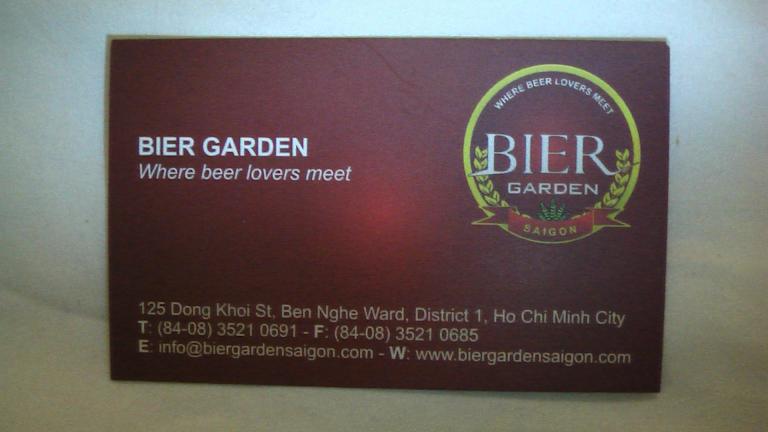 BIER GARDEN
Where beer lovers meet
WHERE BEER LOVERS MEET
BIER
GARDEN
SAIGON
125 Dong Khoi St, Ben Nghe Ward, District 1, Ho Chi Minh City
T: (84-08) 3521 0691 - F: (84-08) 3521 0685
E: info@biergardensaigon.com - W: www.biergardensaigon.com